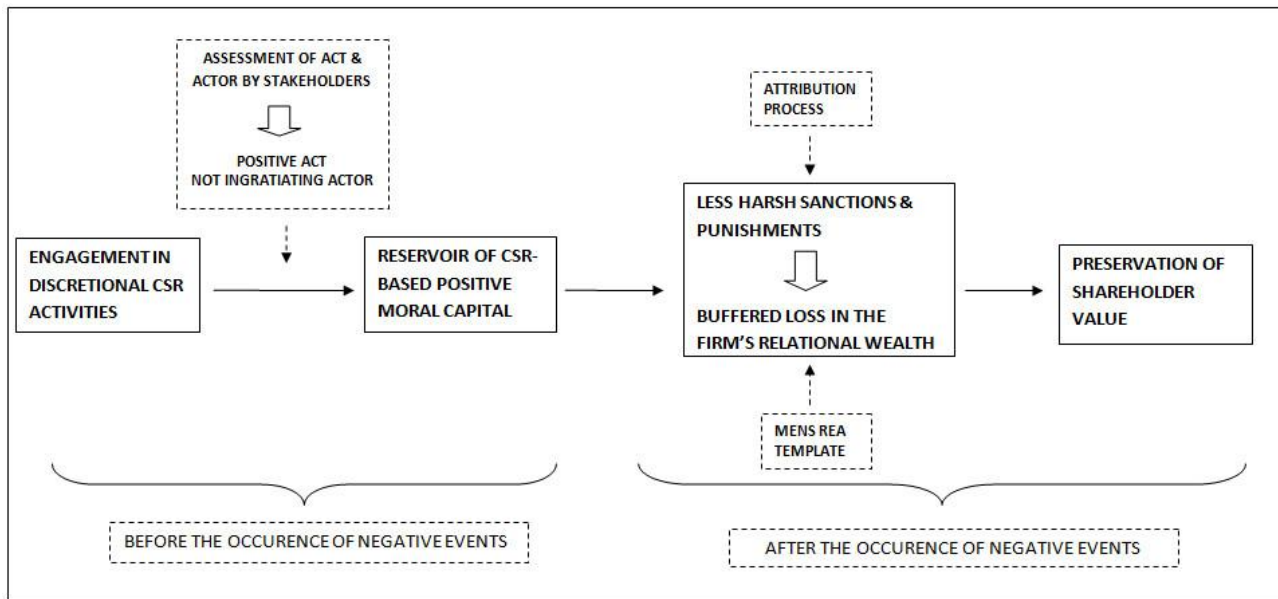 ASSESSMENT OF ACT &
ACTOR BY STAKEHOLDERS
POSITIVE ACT
NOT INGRATIATING ACTOR
ATTRIBUTION
PROCESS
ENGAGEMENT IN
DISCRETIONAL CSR
ACTIVITIES
RESERVOIR OF CSR-
BASED POSITIVE
MORAL CAPITAL
LESS HARSH SANCTIONS &
PUNISHMENTS
BUFFERED LOSS IN THE
FIRM'S RELATIONAL WEALTH
PRESERVATION OF
SHAREHOLDER
VALUE
MENS REA
TEMPLATE
BEFORE THE OCCURENCE OF NEGATIVE EVENTS
AFTER THE OCCURENCE OF NEGATIVE EVENTS